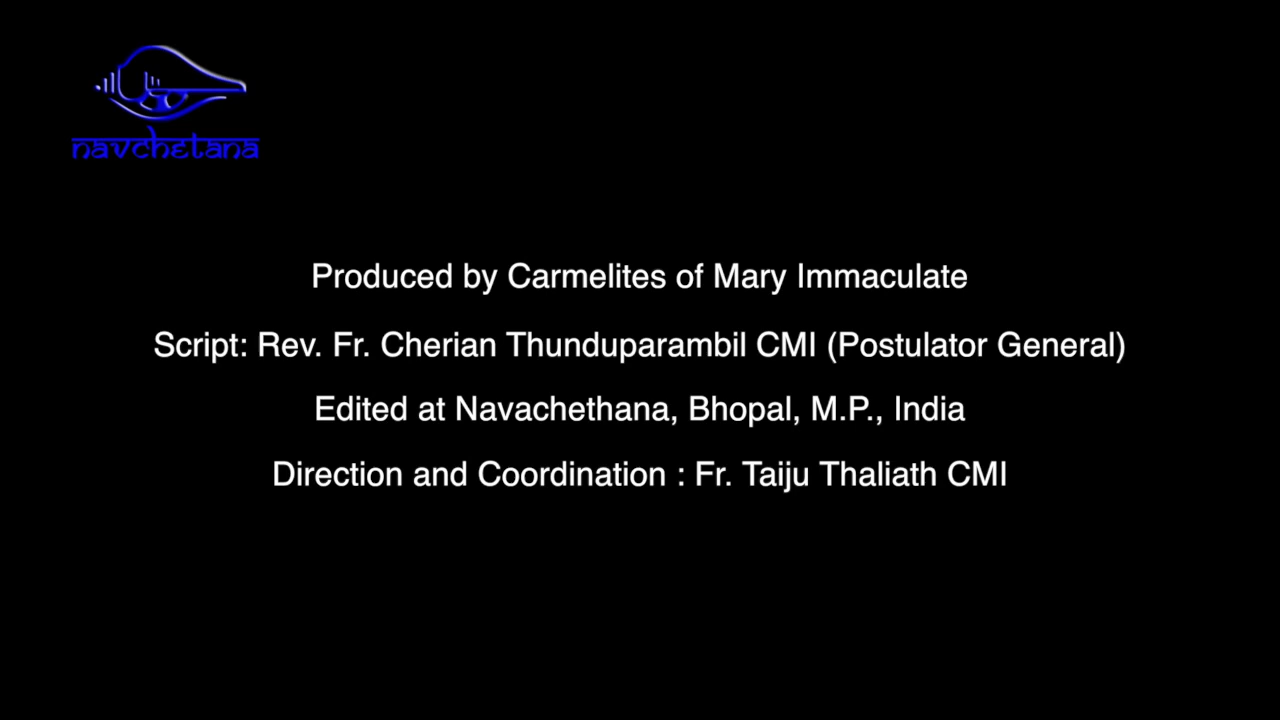 navchetana
Produced by Carmelites of Mary Immaculate
Script: Rev. Fr. Cherian Thunduparambil CMI (Postulator General)
Edited at Navachethana, Bhopal, M.P., India
Direction and Coordination : Fr. Taiju Thaliath CMI